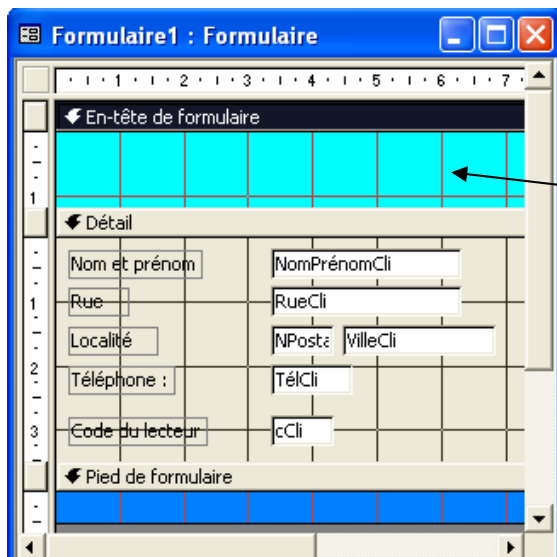 Formulaire1 : Formulaire
1 2 3 4 5 6 7
En-tête de formulaire
1
Détail
Nom et prénom NomPrénomCli
1
Rue RueCli
Localité NPosta VilleCli
2
Téléphone : TélCli
3
Code du lecteur cCli
Pied de formulaire